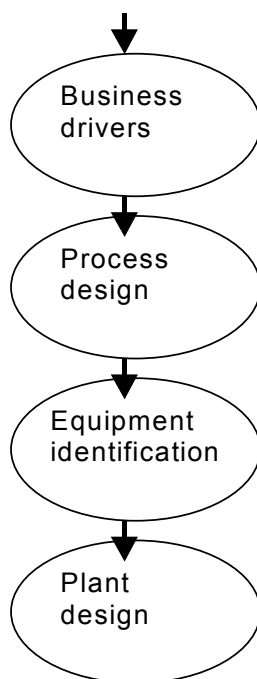 Business
drivers
Process
design
Equipment
identification
Plant
design